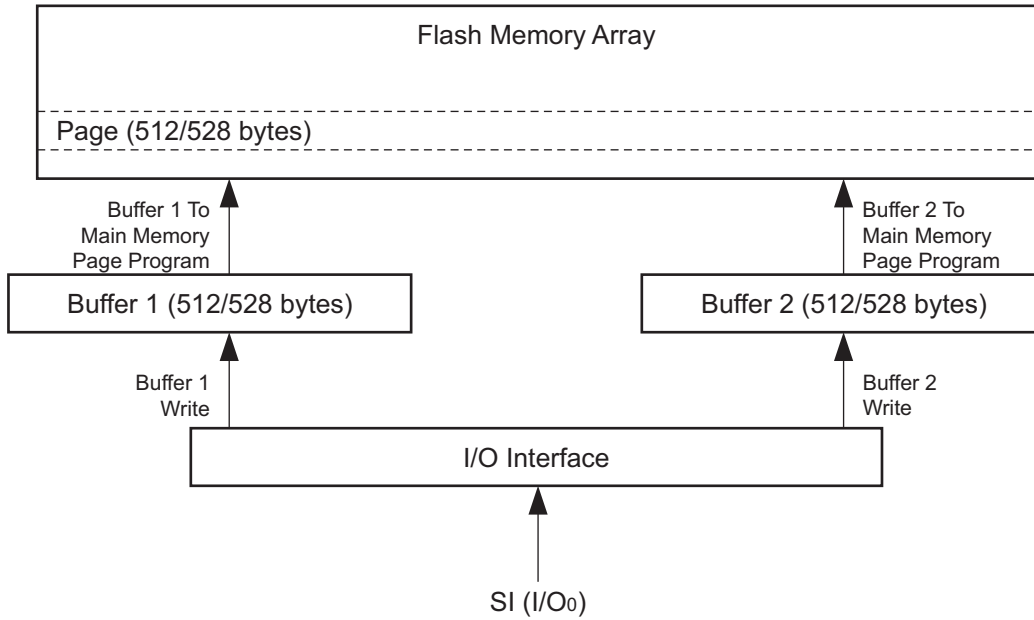 Flash Memory Array
Page (512/528 bytes)
Buffer 1 To
Main Memory
Page Program
Buffer 2 To
Main Memory
Page Program
Buffer 1 (512/528 bytes)
Buffer 2 (512/528 bytes)
Buffer 1
Write
Buffer 2
Write
I/O Interface
SI (I/O0)